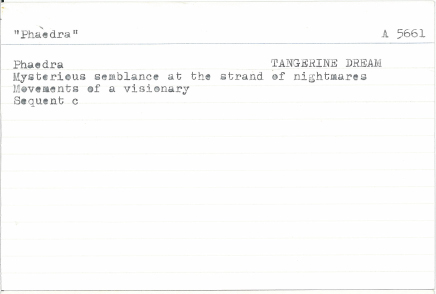 "Phaedra" A 5661
Phaedra TANGERINE DREAM
Mysterious semblance at the strand of nightmares
Movements of a visionary
Sequent c